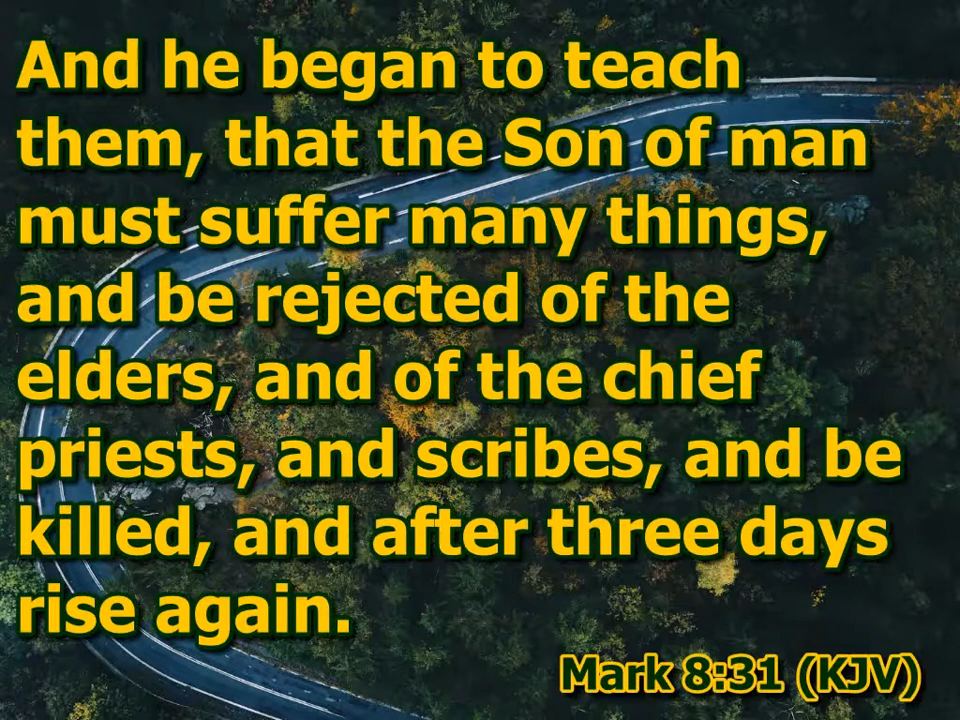 And he began to teach
them, that the Son of man
must suffer many things,
and be rejected of the
elders, and of the chief
priests, and scribes, and be
killed, and after three days
rise again.
Mark 8:31 (KJV)